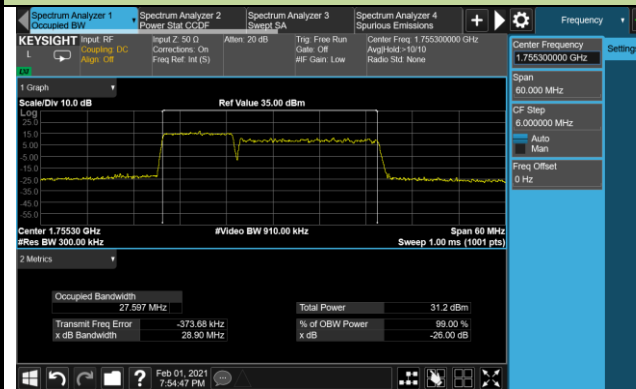 Spectrum Analyzer 1
Occupied BW
Spectrum Analyzer 2
Power Stat CCDF
Spectrum Analyzer 3
Swept SA
Spectrum Analyzer 4
Spurious Emissions
Frequency
KEYSIGHT
L
Input: RF
Coupling: DC
Align: Off
Input Z: 50 Ω
Corrections: On
Freq Ref: Int (S)
Atten: 20 dB
Trig: Free Run
Gate: Off
#IF Gain: Low
Center Freq: 1.755300000 GHz
Avg|Hold:>10/10
Radio Std: None
Center Frequency
1.755300000 GHz
Settings
Span
60.000 MHz
CF Step
6.000000 MHz
Auto
Man
Freq Offset
0 Hz
1 Graph
Scale/Div 10.0 dB
Ref Value 35.00 dBm
Log
25.0
15.0
5.00
-5.00
-15.0
-25.0
-35.0
-45.0
-55.0
Center 1.75530 GHz
#Video BW 910.00 kHz
Span 60 MHz
#Res BW 300.00 kHz
Sweep 1.00 ms (1001 pts)
2 Metrics
Occupied Bandwidth
27.597 MHz
Total Power
31.2 dBm
Transmit Freq Error
-373.68 kHz
% of OBW Power
99.00 %
x dB Bandwidth
28.90 MHz
x dB
-26.00 dB
?
Feb 01, 2021
7:54:47 PM